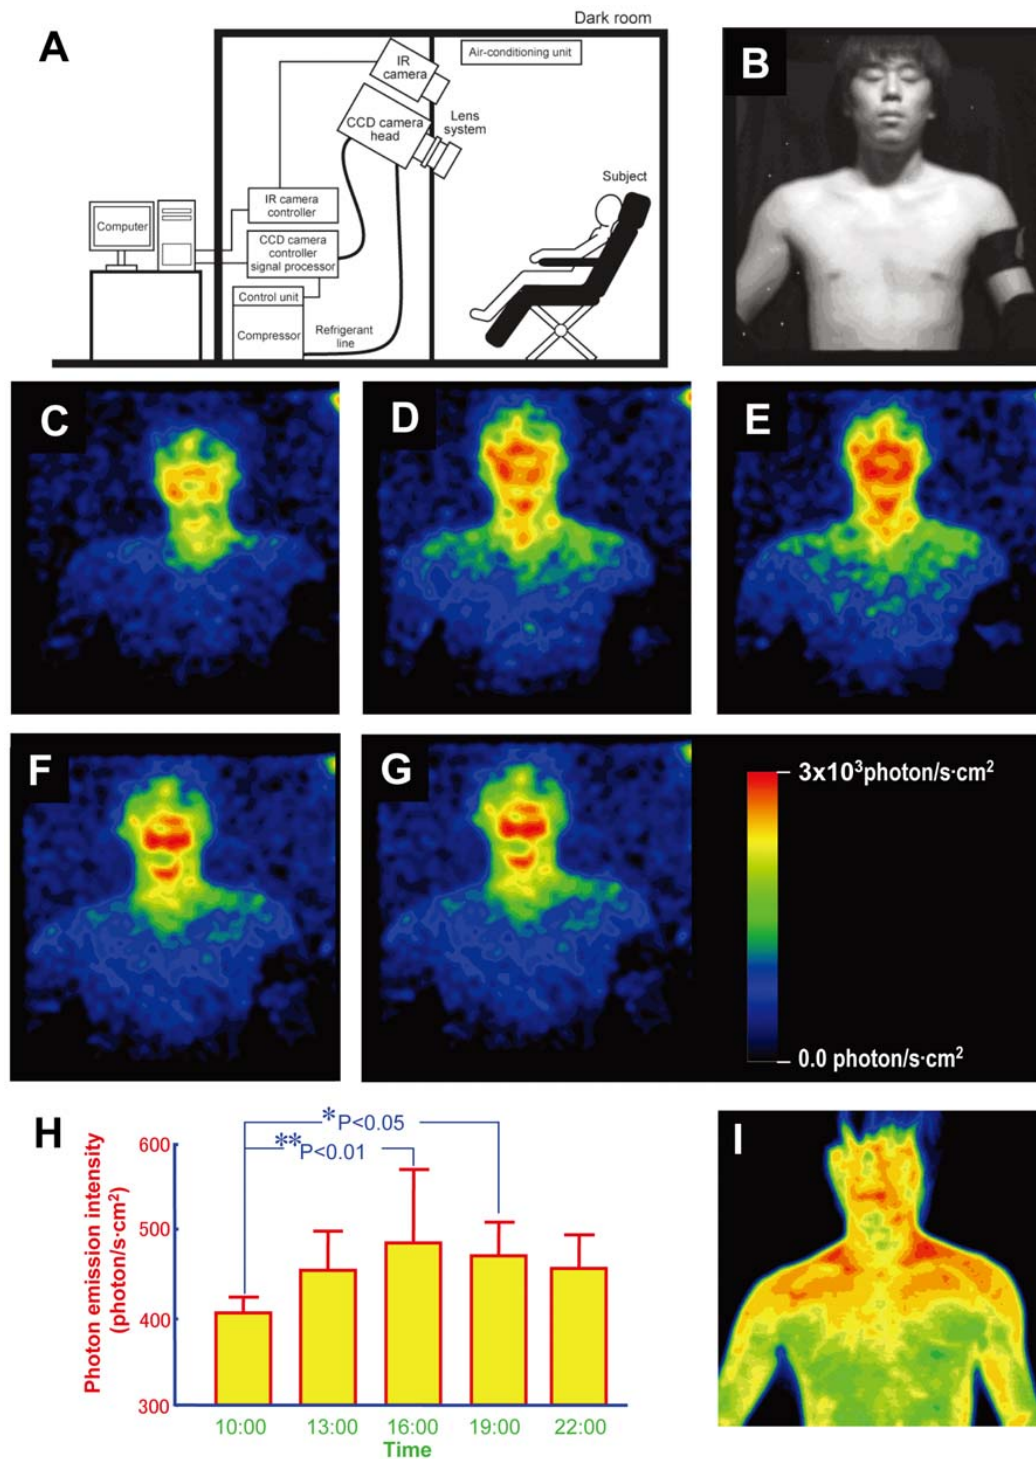 A
Dark room
Air-conditioning unit
IR
camera
CCD camera
head
Lens
system
Subject
Computer
IR camera
controller
CCD camera
controller
signal processor
Control unit
Compressor
Refrigerant
line
B
C
D
E
F
G
3x10³photon/s·cm²
0.0 photon/s·cm²
H
Photon emission intensity
(photon/s·cm²)
600
500
400
300
*P<0.05
**P<0.01
10:00
13:00
16:00
19:00
22:00
Time
I